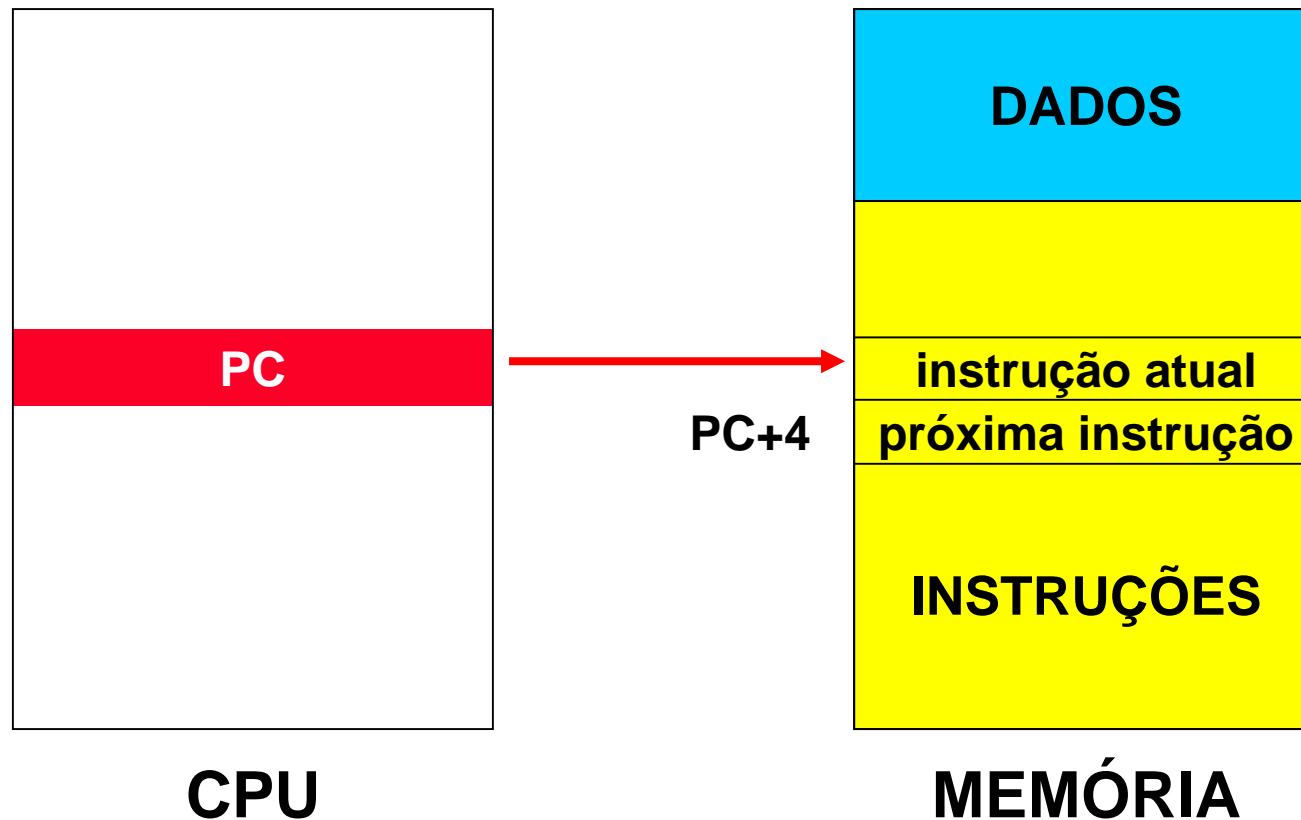 DADOS
PC
instrução atual
PC+4
próxima instrução
INSTRUÇÕES
CPU
MEMÓRIA